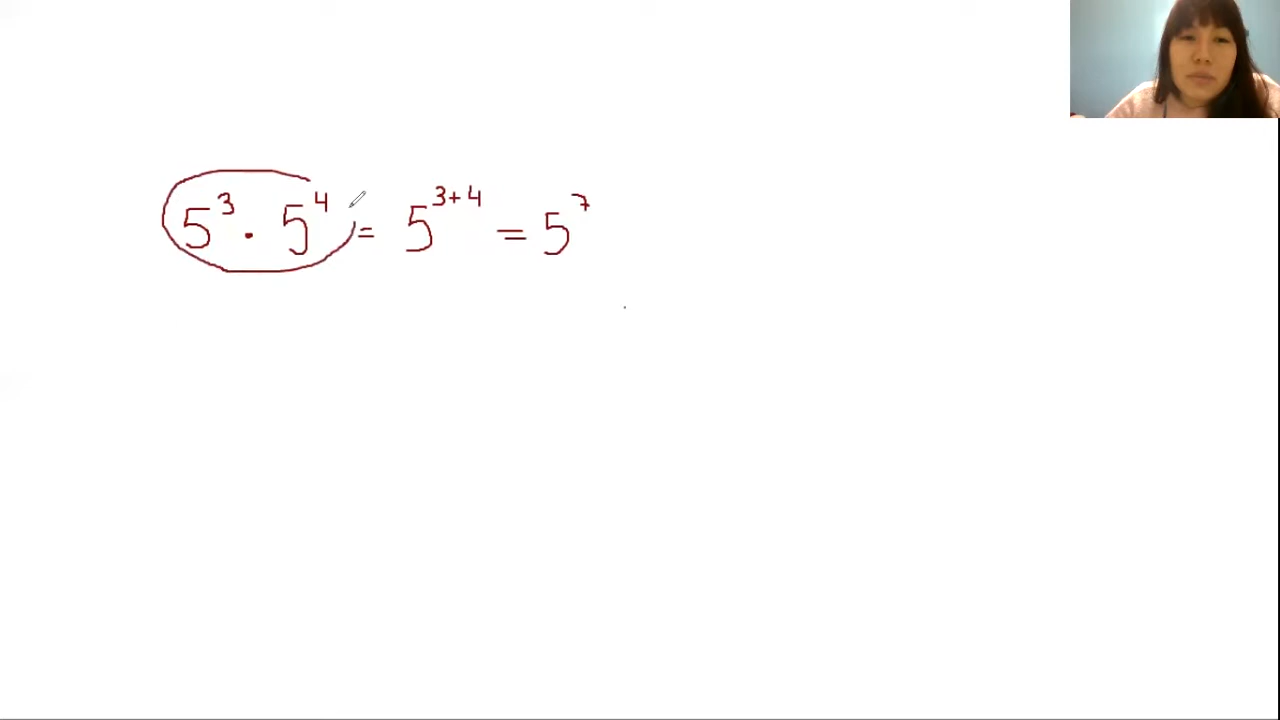 5³ · 5⁴ = 5³⁺⁴ = 5⁷